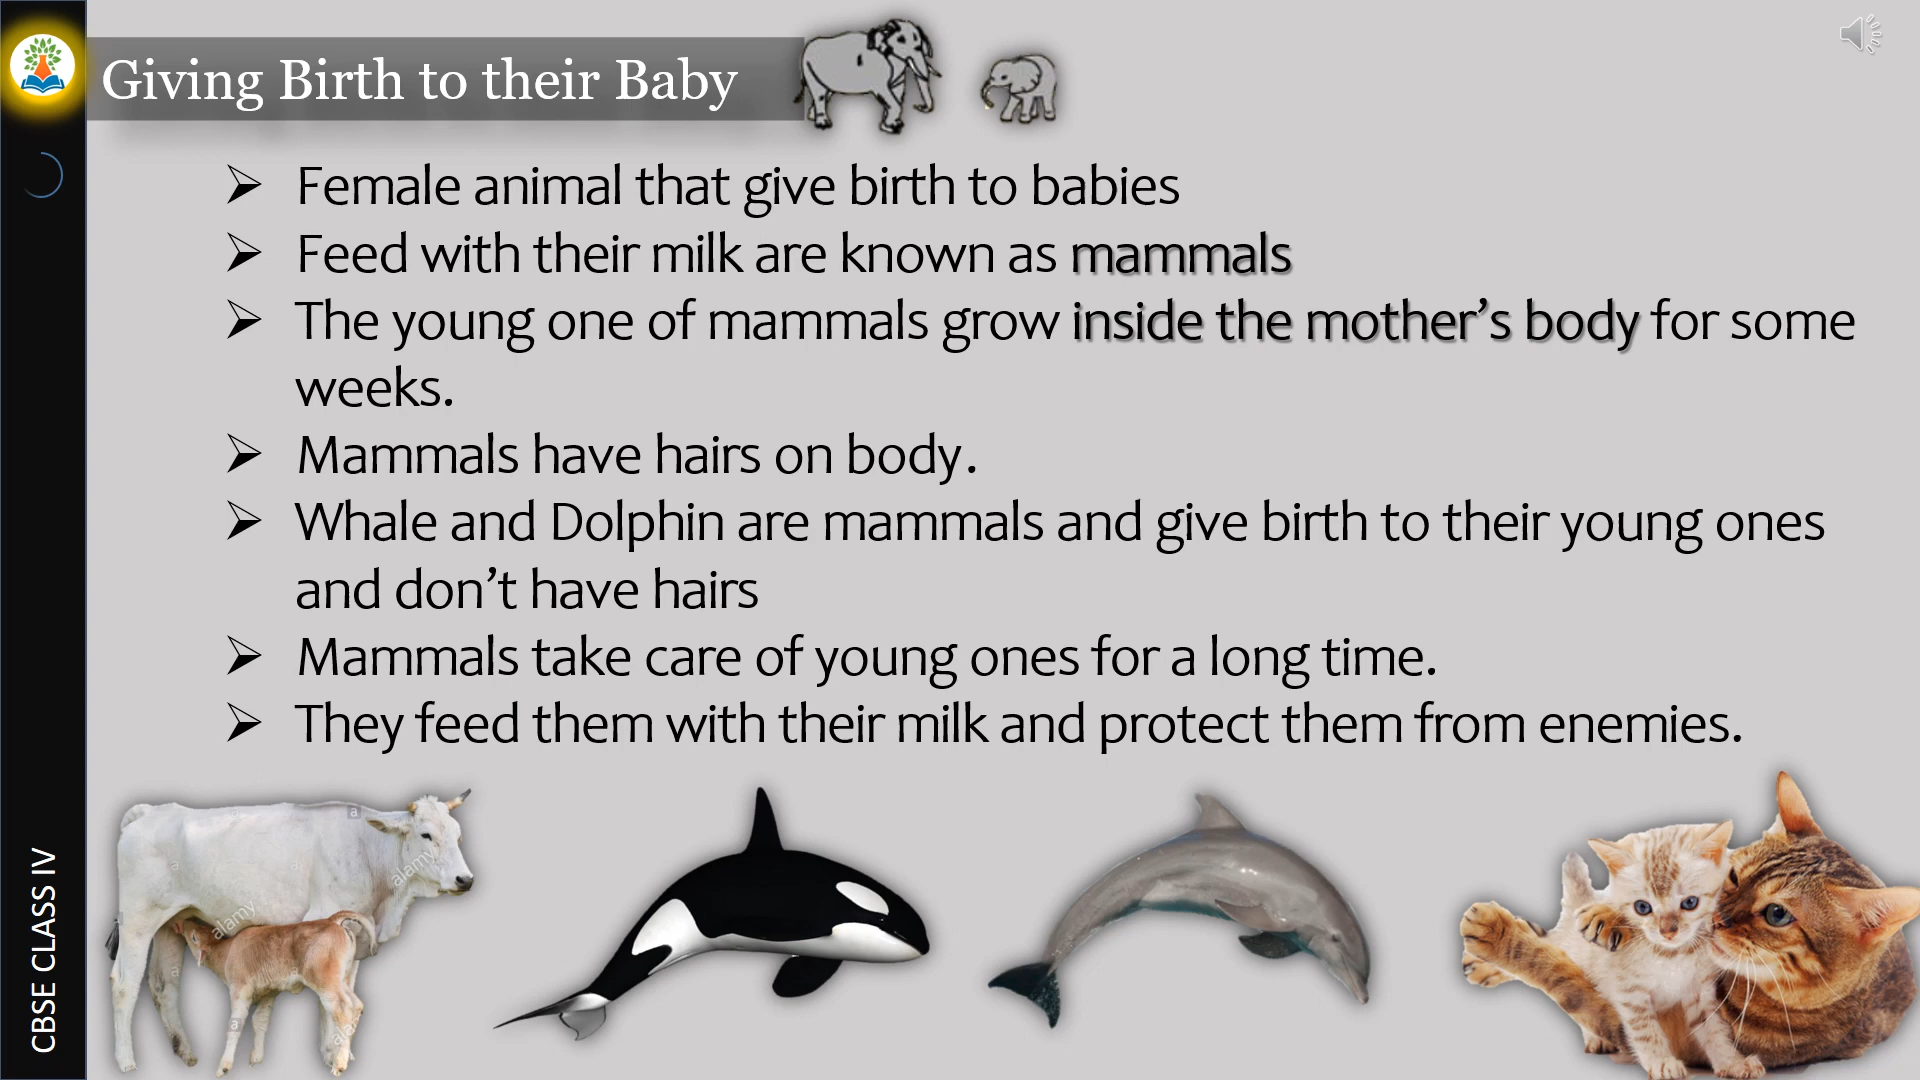 Giving Birth to their Baby
➢ Female animal that give birth to babies
➢ Feed with their milk are known as mammals
➢ The young one of mammals grow inside the mother’s body for some
weeks.
➢ Mammals have hairs on body.
➢ Whale and Dolphin are mammals and give birth to their young ones
and don’t have hairs
➢ Mammals take care of young ones for a long time.
➢ They feed them with their milk and protect them from enemies.
CBSE CLASS IV
a
alamy
a
a
alamy
a
a
a
alamy